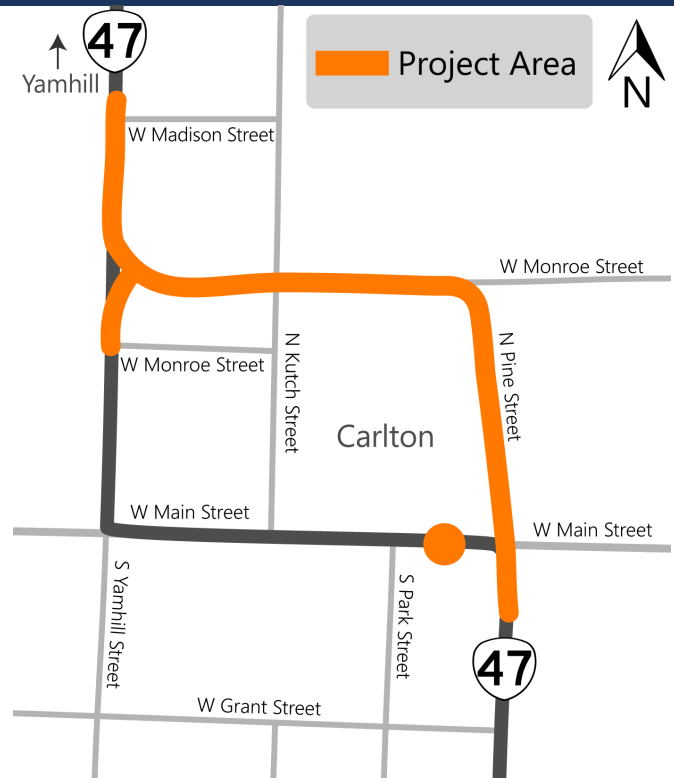 47
Project Area
N
Yamhill
W Madison Street
W Monroe Street
N Kutch Street
N Pine Street
W Monroe Street
Carlton
W Main Street
W Main Street
S Yamhill Street
S Park Street
47
W Grant Street